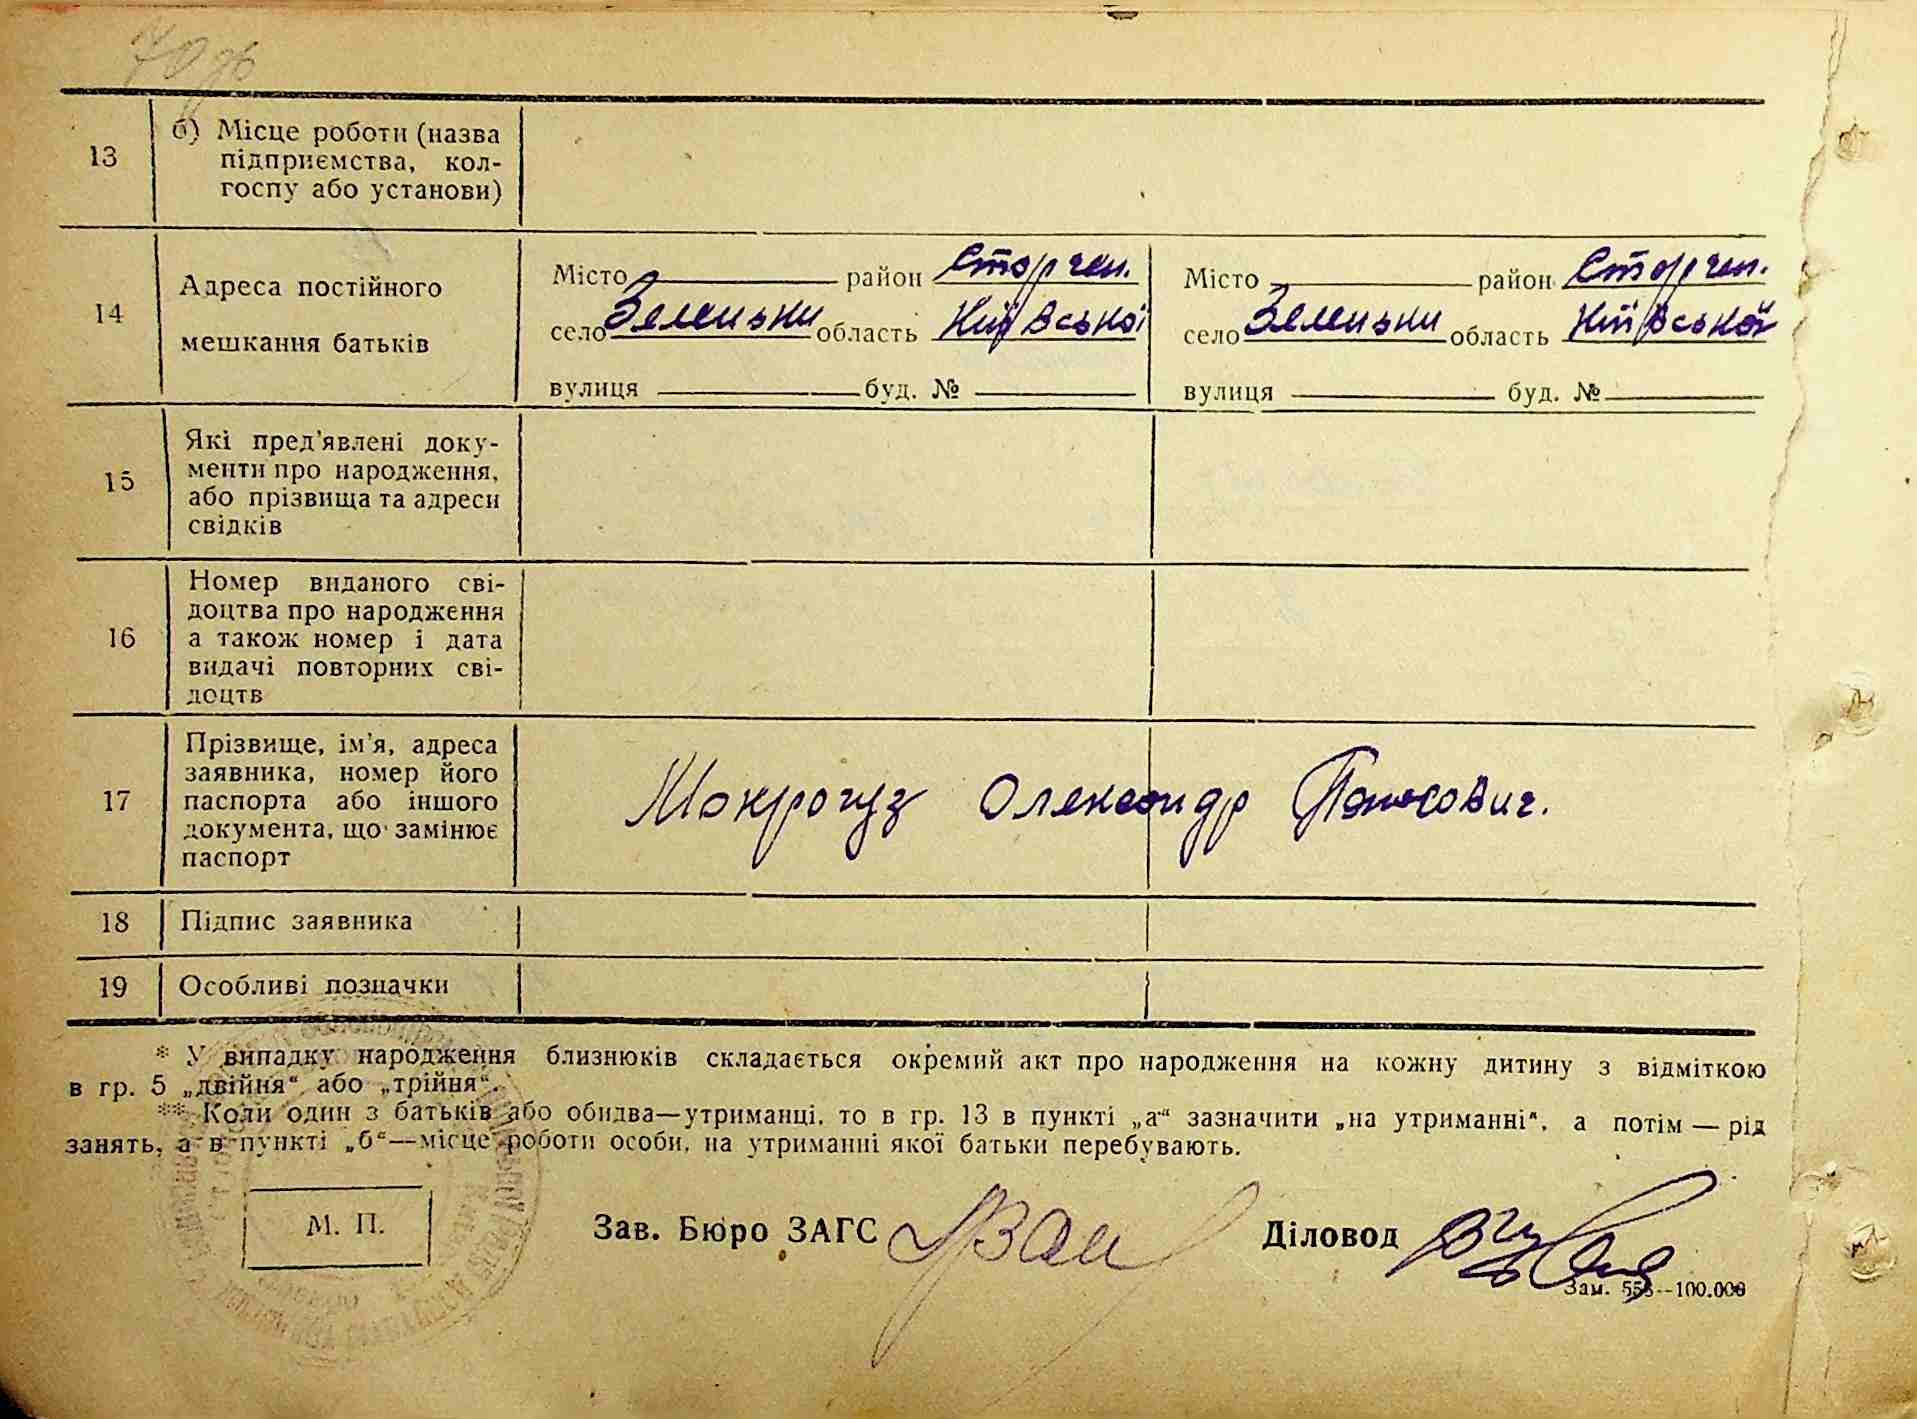 13
б) Місце роботи (назва
підприємства, кол-
госпу або установи)
14
Адреса постійного
мешкання батьків
Місто район Сторчен.
село Зеленьки область Київської
вулиця буд. №
Місто район Сторчен.
село Зеленьки область Київської
вулиця буд. №
15
Які пред'явлені доку-
менти про народження,
або прізвища та адреси
свідків
16
Номер виданого сві-
доцтва про народження
а також номер і дата
видачі повторних сві-
доцтв
17
Прізвище, ім'я, адреса
заявника, номер його
паспорта або іншого
документа, що замінює
паспорт
Мокрогуз Олександр Панасович.
18
Підпис заявника
19
Особливі позначки
* У випадку народження близнюків складається окремий акт про народження на кожну дитину з відміткою
в гр. 5 „двійня“ або „трійня“.
** Коли один з батьків або обидва—утриманці, то в гр. 13 в пункті „а“ зазначити „на утриманні“, а потім — рід
занять, а в пункті „б“—місце роботи особи, на утриманні якої батьки перебувають.
М. П.
Зав. Бюро ЗАГС
Діловод
Зам. 555--100.000